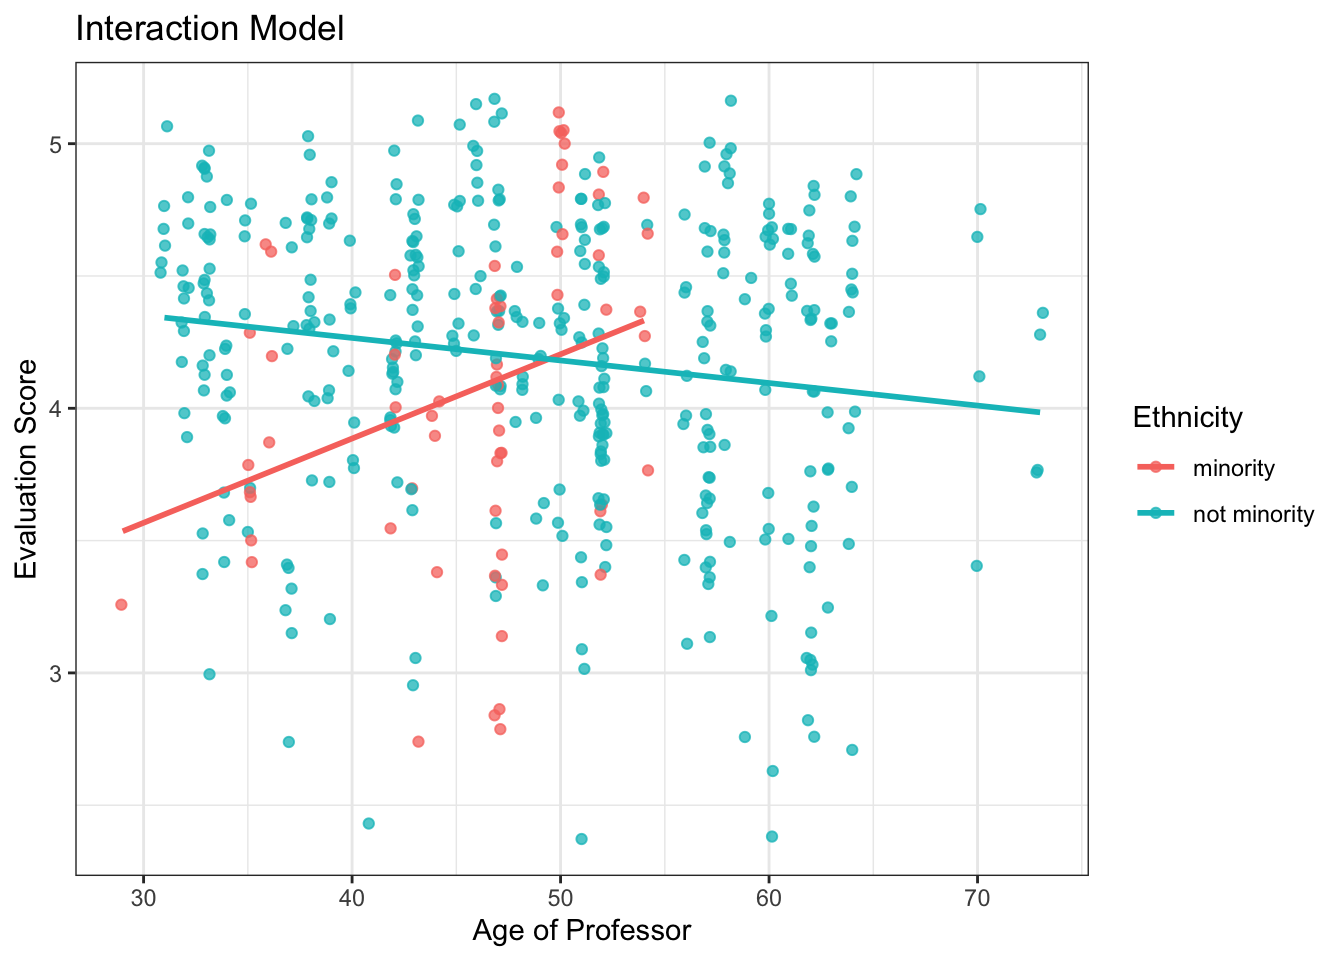 Interaction Model
5
4
3
Evaluation Score
30 40 50 60 70
Age of Professor
Ethnicity
minority
not minority